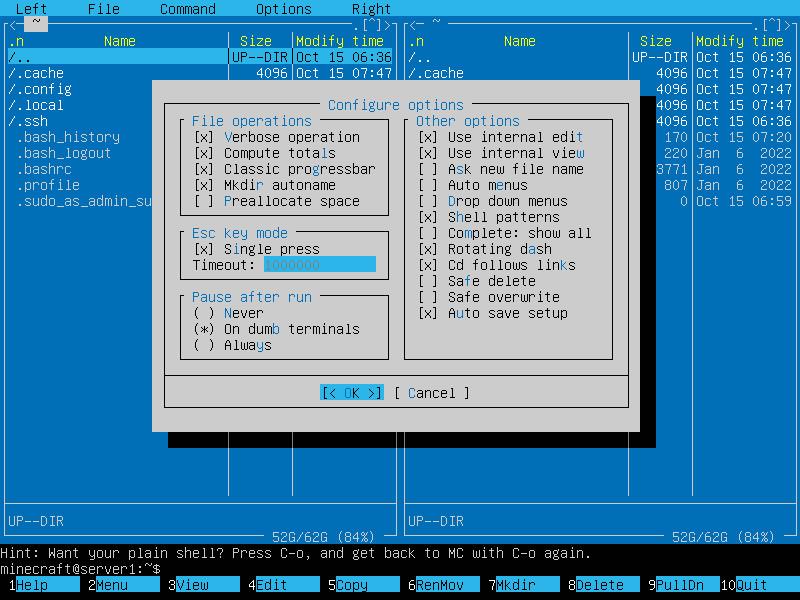 Left File Command Options Right
<─ ~ .[^]> <─ ~ .[^]>
.n Name Size Modify time .n Name Size Modify time
/.. UP--DIR Oct 15 06:36 /.. UP--DIR Oct 15 06:36
/.cache 4096 Oct 15 07:47 /.cache 4096 Oct 15 07:47
/.config 4096 Oct 15 07:47
/.local 4096 Oct 15 07:47
/.ssh 4096 Oct 15 06:36
.bash_history 170 Oct 15 07:20
.bash_logout 220 Jan 6 2022
.bashrc 3771 Jan 6 2022
.profile 807 Jan 6 2022
.sudo_as_admin_su 0 Oct 15 06:59
Configure options
File operations
[x] Verbose operation
[x] Compute totals
[x] Classic progressbar
[x] Mkdir autoname
[ ] Preallocate space
Esc key mode
[x] Single press
Timeout: 1000000
Pause after run
( ) Never
(*) On dumb terminals
( ) Always
Other options
[x] Use internal edit
[x] Use internal view
[ ] Ask new file name
[ ] Auto menus
[ ] Drop down menus
[x] Shell patterns
[ ] Complete: show all
[x] Rotating dash
[x] Cd follows links
[ ] Safe delete
[ ] Safe overwrite
[x] Auto save setup
[< OK >] [ Cancel ]
UP--DIR UP--DIR
52G/62G (84%) 52G/62G (84%)
Hint: Want your plain shell? Press C-o, and get back to MC with C-o again.
minecraft@server1:~$
1Help 2Menu 3View 4Edit 5Copy 6RenMov 7Mkdir 8Delete 9PullDn 10Quit